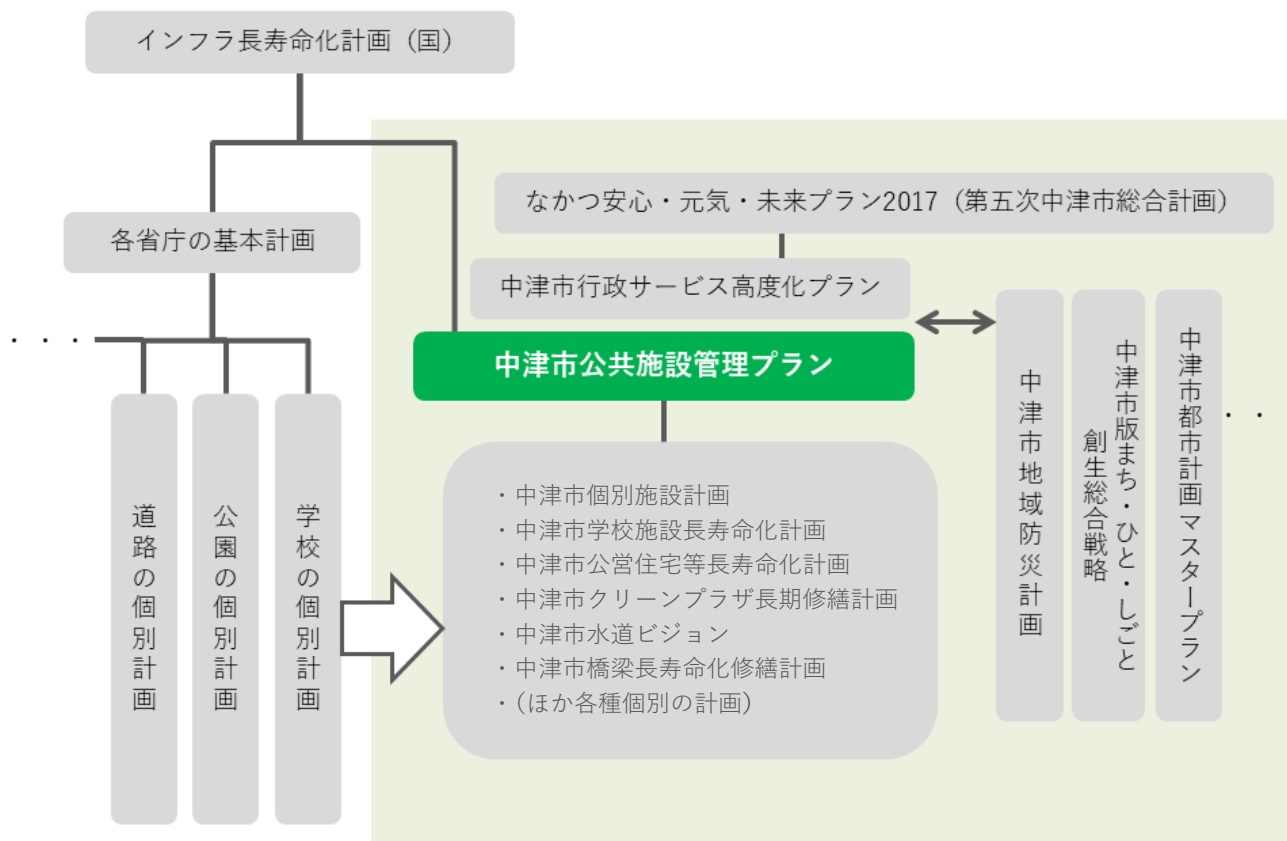 インフラ長寿命化計画（国）
なかつ安心・元気・未来プラン2017（第五次中津市総合計画）
各省庁の基本計画
中津市行政サービス高度化プラン
中津市公共施設管理プラン
・・・
道路の個別計画
公園の個別計画
学校の個別計画
・中津市個別施設計画
・中津市学校施設長寿命化計画
・中津市公営住宅等長寿命化計画
・中津市クリーンプラザ長期修繕計画
・中津市水道ビジョン
・中津市橋梁長寿命化修繕計画
・(ほか各種個別の計画)
中津市地域防災計画
中津市版まち・ひと・しごと
創生総合戦略
中津市都市計画マスタープラン
・・